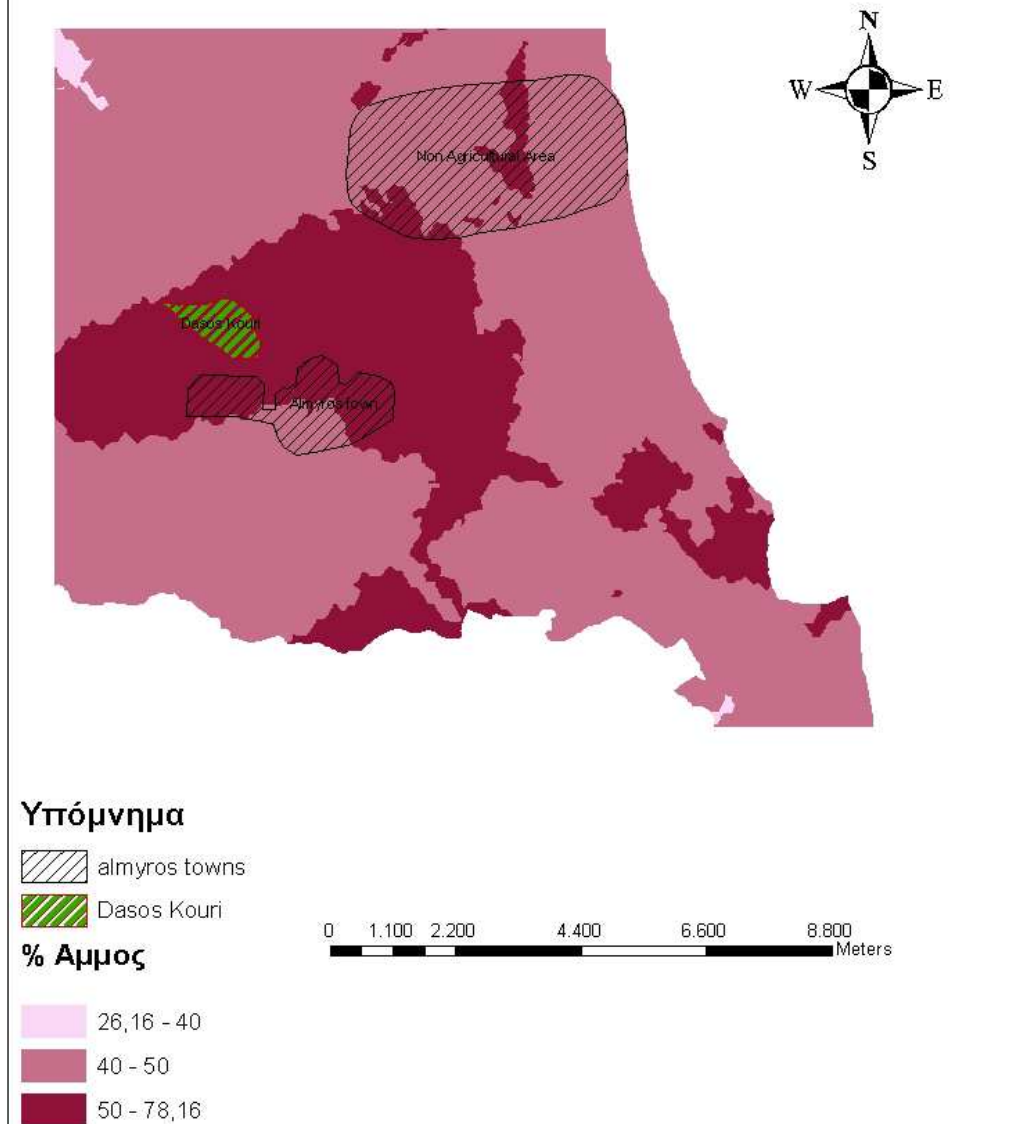 N
W E
S
Non Agricultural Area
Dasos Kouri
Almyros town
Υπόμνημα
almyros towns
Dasos Kouri
% Αμμος
0 1.100 2.200 4.400 6.600 8.800
Meters
26,16 - 40
40 - 50
50 - 78,16